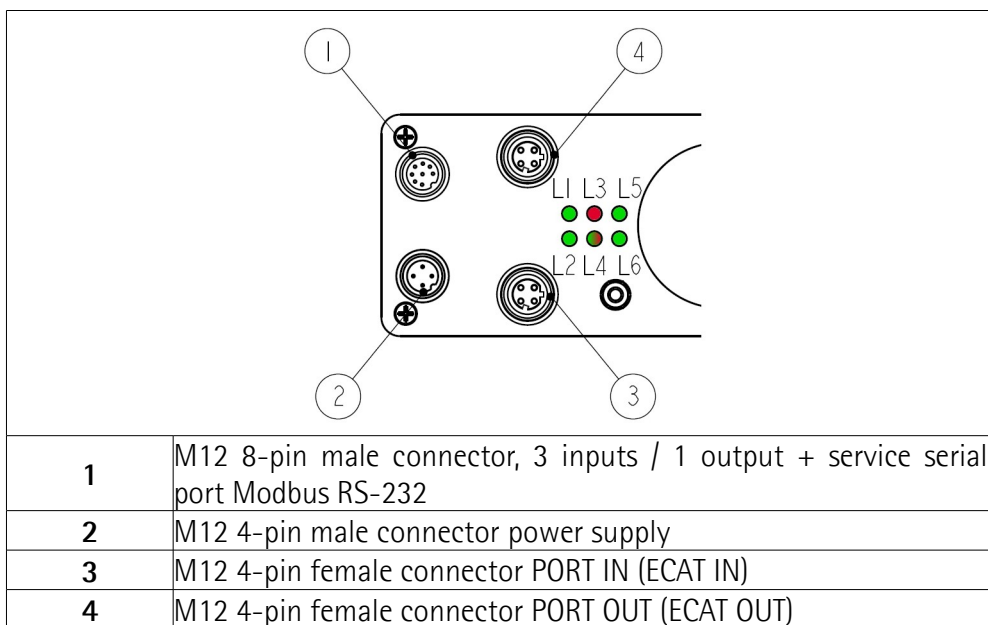 1
4
L1 L3 L5
L2 L4 L6
2
3
1 M12 8-pin male connector, 3 inputs / 1 output + service serial
port Modbus RS-232
2 M12 4-pin male connector power supply
3 M12 4-pin female connector PORT IN (ECAT IN)
4 M12 4-pin female connector PORT OUT (ECAT OUT)